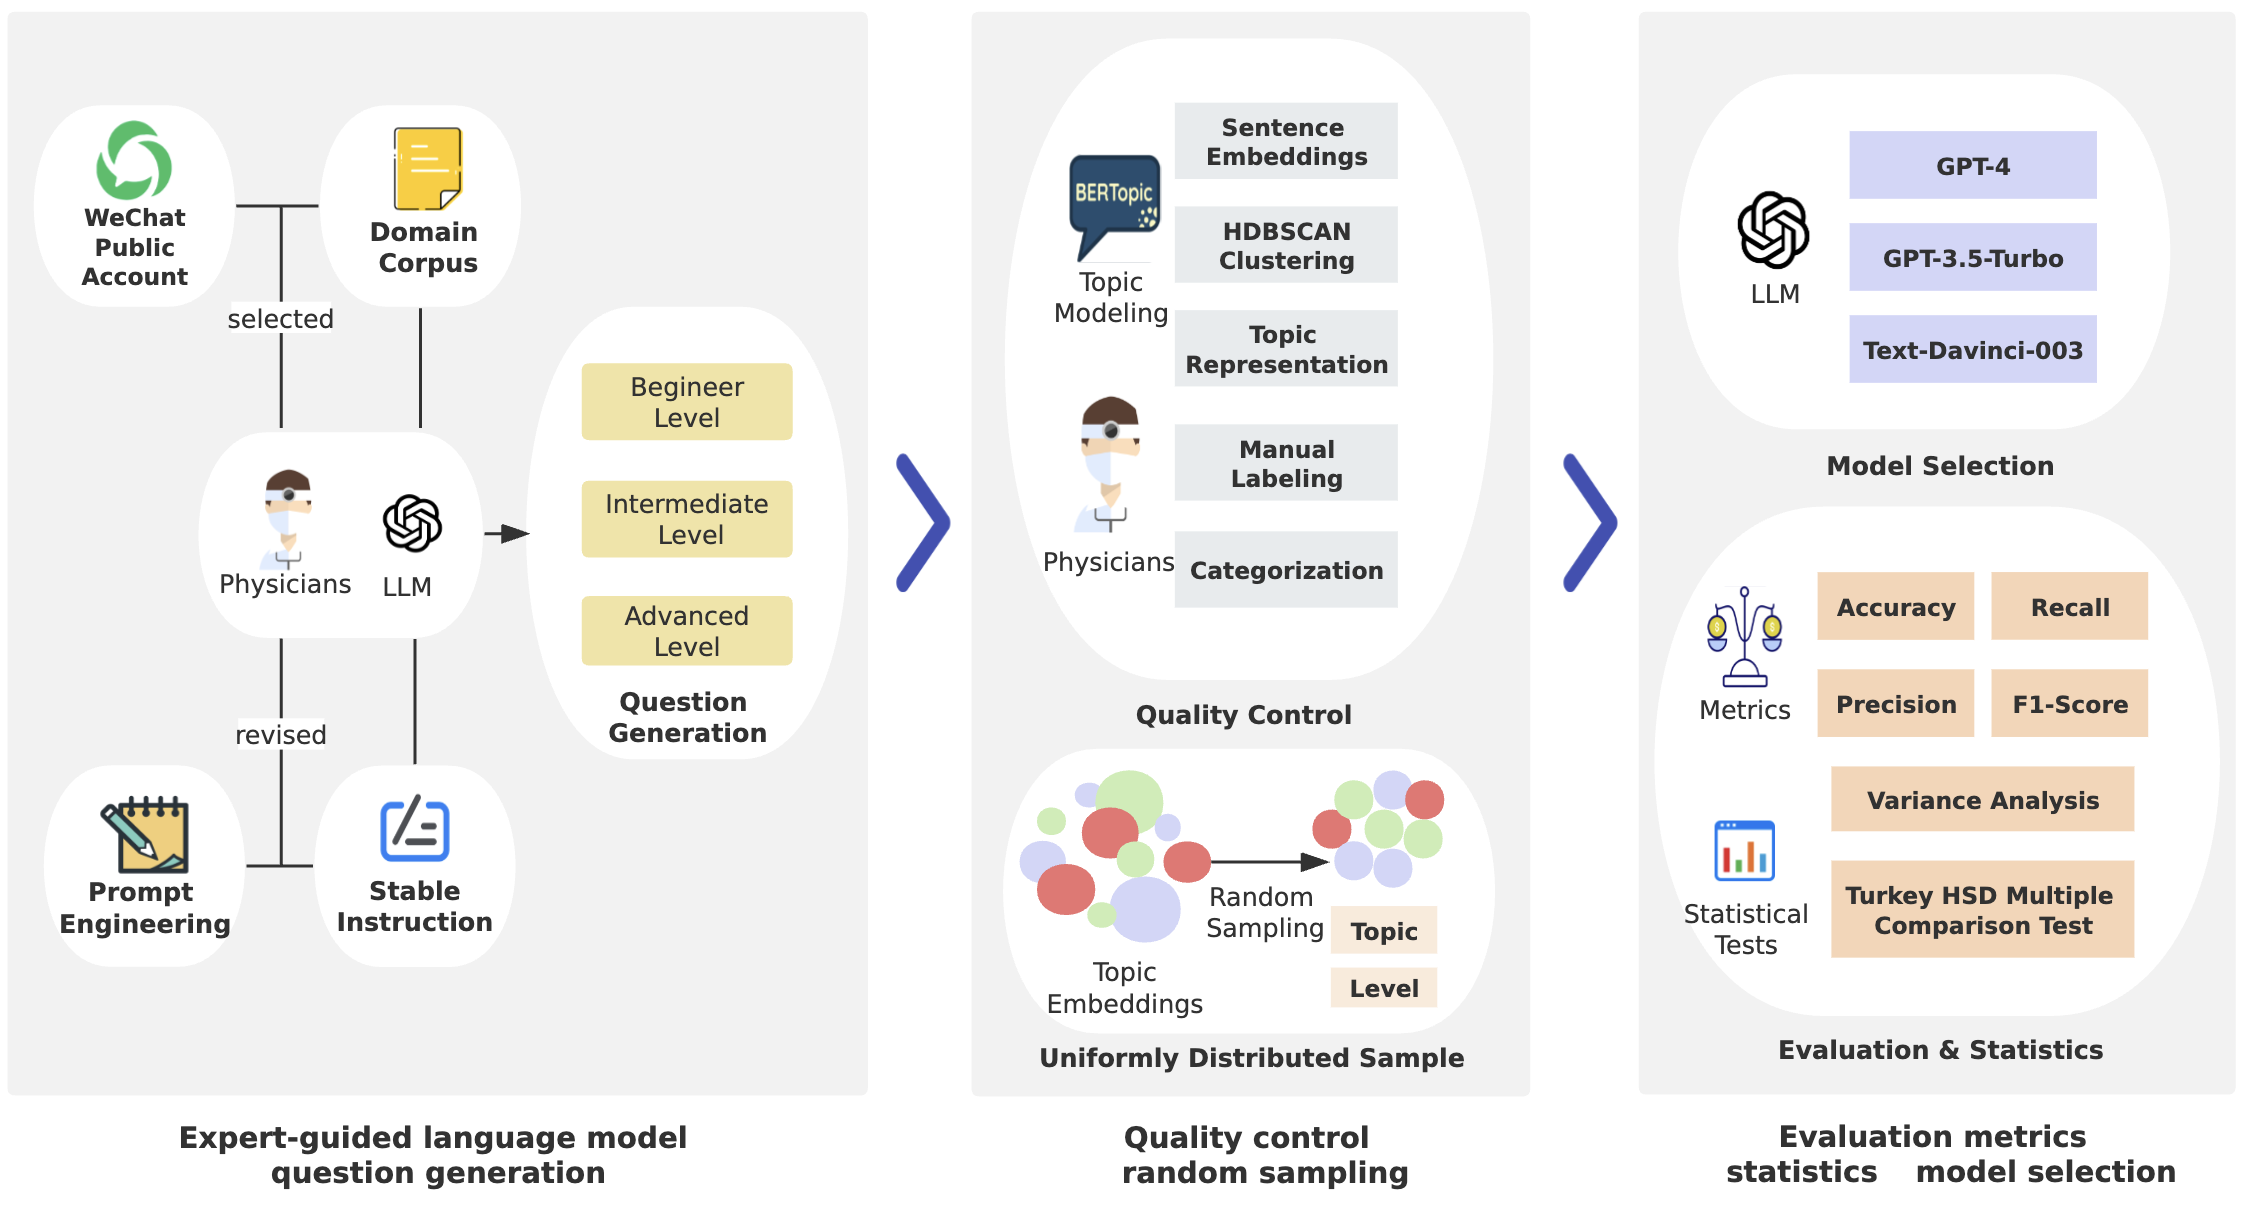 WeChat
Public
Account
Domain
Corpus
selected
Physicians
LLM
revised
Prompt
Engineering
Stable
Instruction
Begineer
Level
Intermediate
Level
Advanced
Level
Question
Generation
Expert-guided language model
question generation
BERTopic
Topic
Modeling
Sentence
Embeddings
HDBSCAN
Clustering
Topic
Representation
Physicians
Manual
Labeling
Categorization
Quality Control
Topic
Embeddings
Random
Sampling
Topic
Level
Uniformly Distributed Sample
Quality control
random sampling
LLM
GPT-4
GPT-3.5-Turbo
Text-Davinci-003
Model Selection
Metrics
Accuracy
Recall
Precision
F1-Score
Statistical
Tests
Variance Analysis
Turkey HSD Multiple
Comparison Test
Evaluation & Statistics
Evaluation metrics
statistics model selection